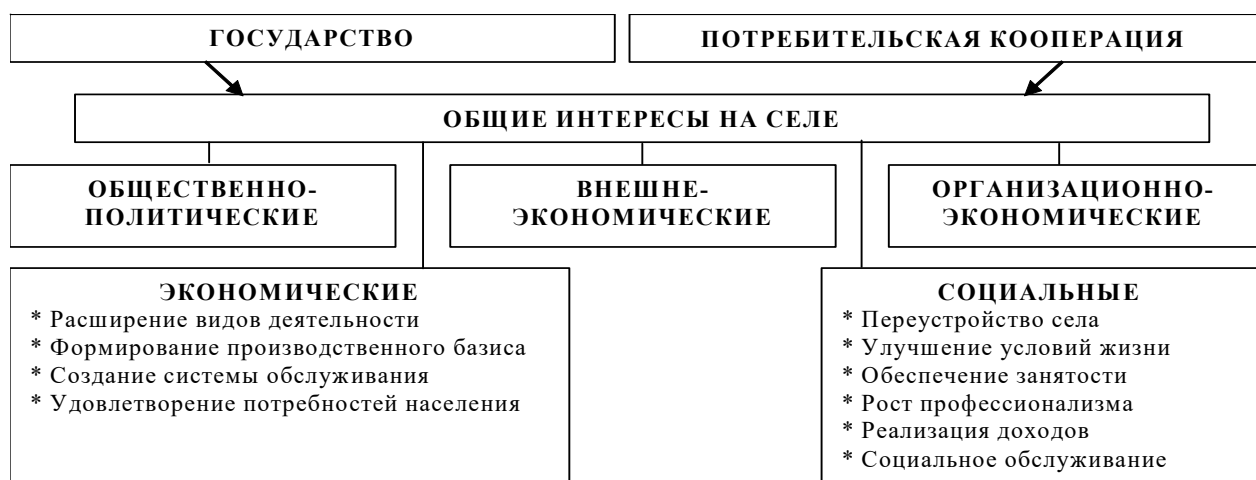 ГОСУДАРСТВО
ПОТРЕБИТЕЛЬСКАЯ КООПЕРАЦИЯ
ОБЩИЕ ИНТЕРЕСЫ НА СЕЛЕ
ОБЩЕСТВЕННО-
ПОЛИТИЧЕСКИЕ
ВНЕШНЕ-
ЭКОНОМИЧЕСКИЕ
ОРГАНИЗАЦИОННО-
ЭКОНОМИЧЕСКИЕ
ЭКОНОМИЧЕСКИЕ
* Расширение видов деятельности
* Формирование производственного базиса
* Создание системы обслуживания
* Удовлетворение потребностей населения
СОЦИАЛЬНЫЕ
* Переустройство села
* Улучшение условий жизни
* Обеспечение занятости
* Рост профессионализма
* Реализация доходов
* Социальное обслуживание